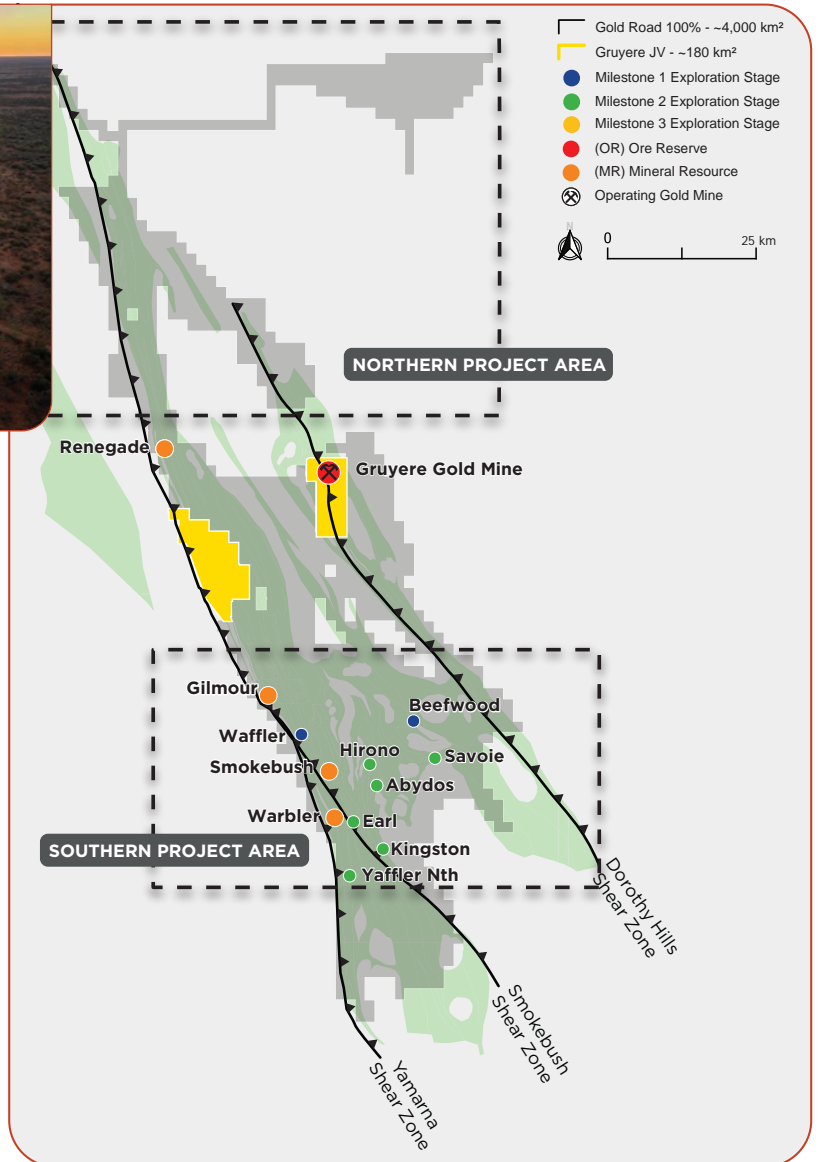 Gold Road 100% - ~4,000 km²
Gruyere JV - ~180 km²
Milestone 1 Exploration Stage
Milestone 2 Exploration Stage
Milestone 3 Exploration Stage
(OR) Ore Reserve
(MR) Mineral Resource
Operating Gold Mine
N
0
25 km
NORTHERN PROJECT AREA
Renegade
Gruyere Gold Mine
Gilmour
Beefwood
Waffler
Hirono
Savoie
Smokebush
Abydos
Warbler
Earl
SOUTHERN PROJECT AREA
Kingston
Yaffler Nth
Dorothy Hills
Shear Zone
Smokebush
Shear Zone
Yamarna
Shear Zone